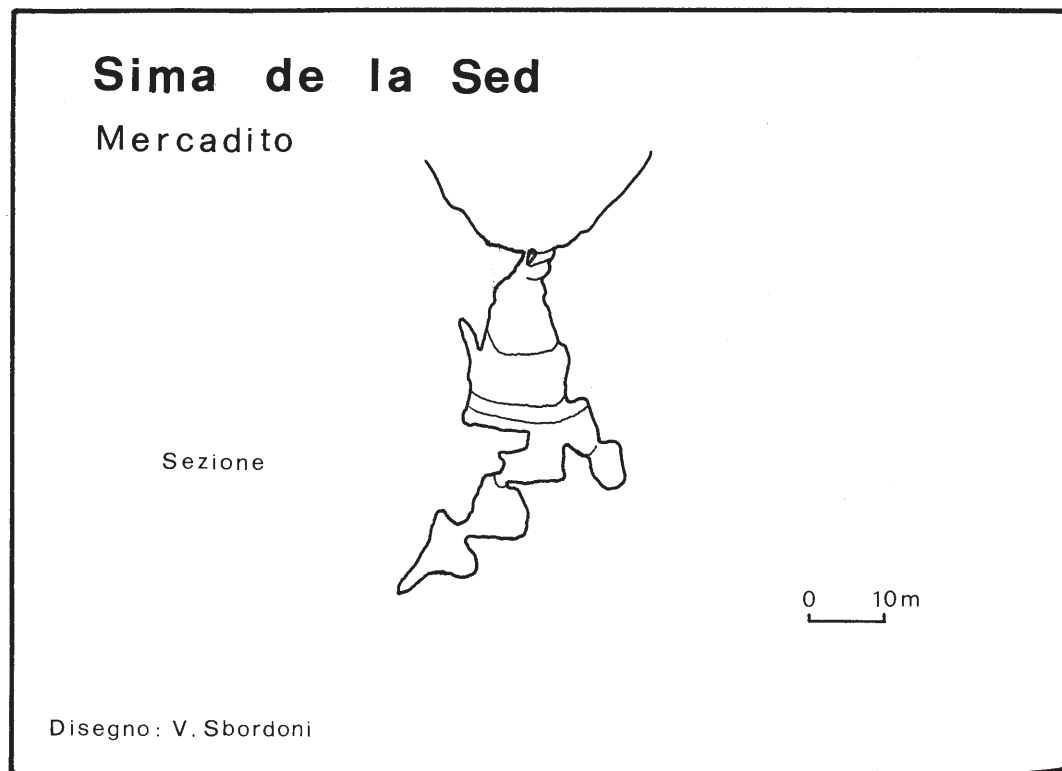 Sima de la Sed
Mercadito
Sezione
0 10m
Disegno: V. Sbordoni